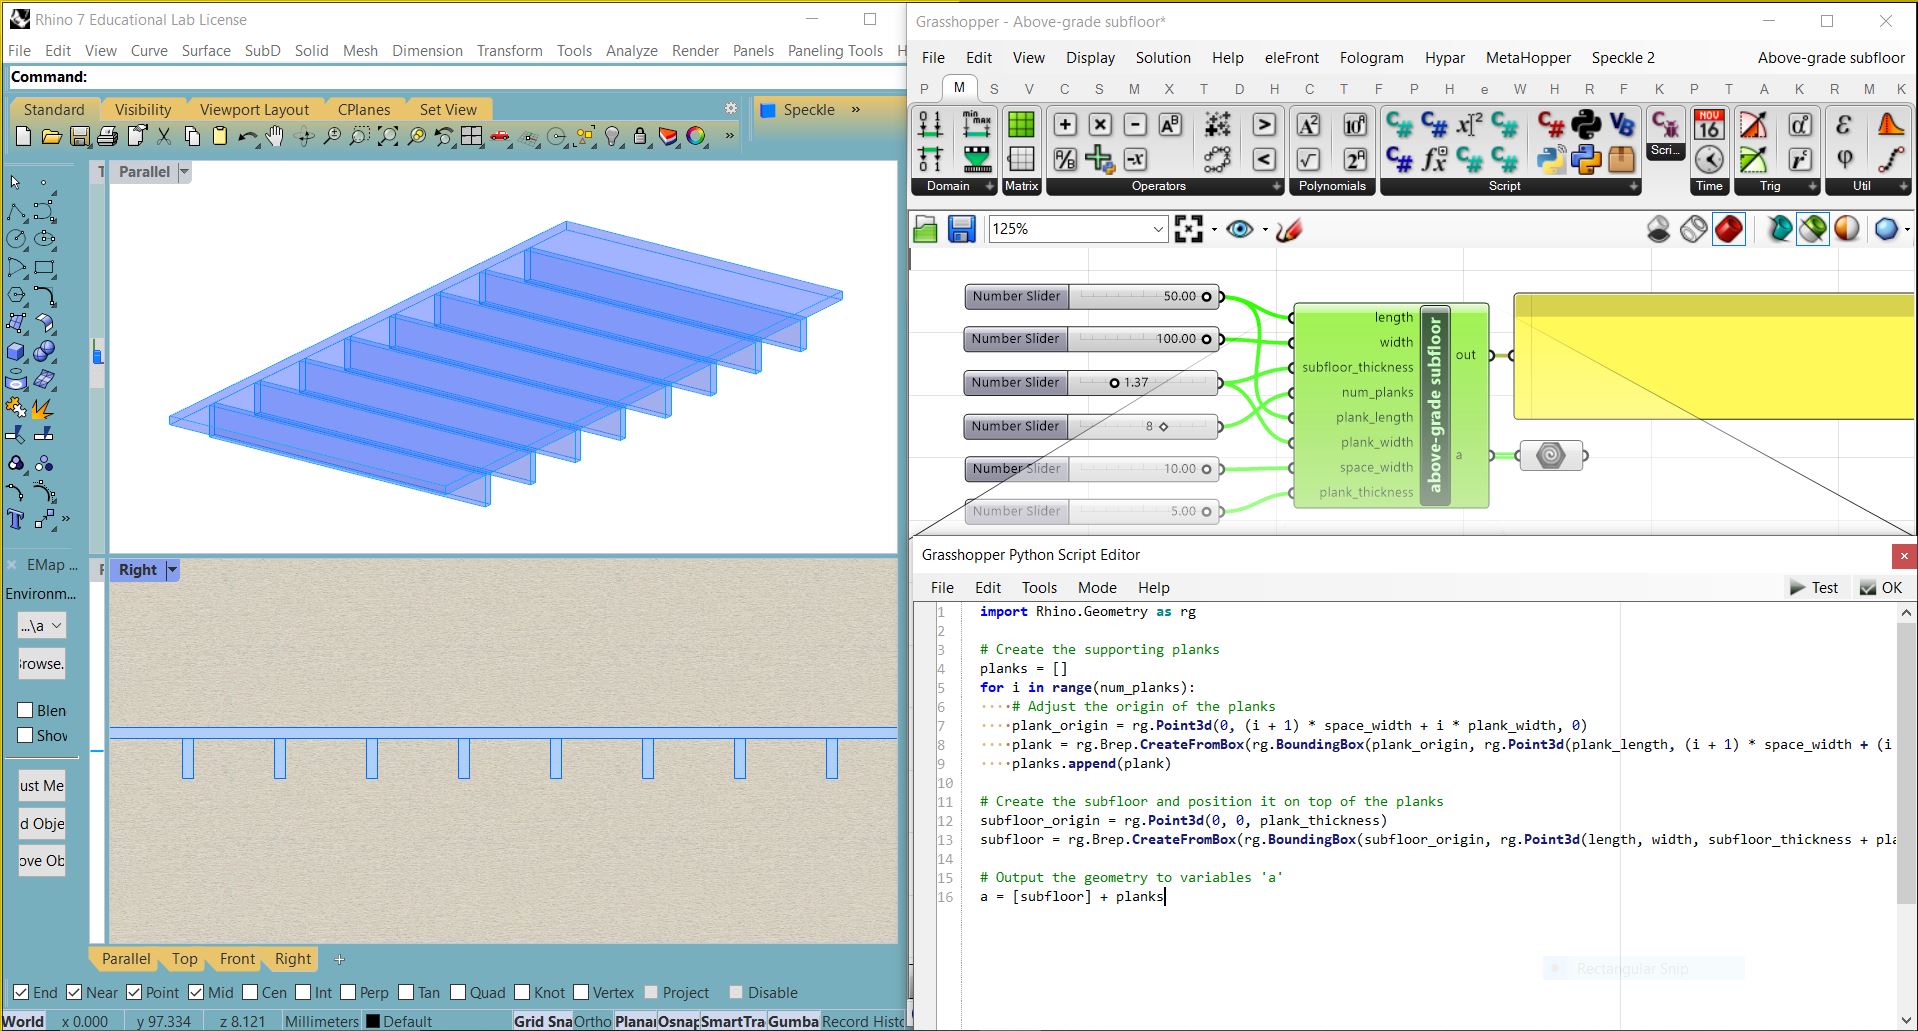 Rhino 7 Educational Lab License
File Edit View Curve Surface SubD Solid Mesh Dimension Transform Tools Analyze Render Panels Paneling Tools H
Command:
Standard Visibility Viewport Layout CPlanes Set View
Speckle »
Parallel
Right
EMap ...
Environm...
...\a
rowse.
Blen
Shov
ust Me
d Obje
ove Ob
Parallel Top Front Right
End Near Point Mid Cen Int Perp Tan Quad Knot Vertex Project Disable
World x 0.000 y 97.334 z 8.121 Millimeters Default Grid Sna Ortho Planar Osnap SmartTra Gumba Record Histo
Grasshopper - Above-grade subfloor*
File Edit View Display Solution Help eleFront Fologram Hypar MetaHopper Speckle 2 Above-grade subfloor
P M S V C S M X T D H C T F P H e W H R F K P T A K R M K
Domain Matrix Operators Polynomials Script Scri... Time Trig Util
125%
Number Slider 50.00
Number Slider 100.00
Number Slider 1.37
Number Slider 8
Number Slider 10.00
Number Slider 5.00
length
width
subfloor_thickness
num_planks
plank_length
plank_width
space_width
plank_thickness
above-grade subfloor
out
a
Grasshopper Python Script Editor
File Edit Tools Mode Help Test OK
1 import Rhino.Geometry as rg
2
3 # Create the supporting planks
4 planks = []
5 for i in range(num_planks):
6 ····# Adjust the origin of the planks
7 ····plank_origin = rg.Point3d(0, (i + 1) * space_width + i * plank_width, 0)
8 ····plank = rg.Brep.CreateFromBox(rg.BoundingBox(plank_origin, rg.Point3d(plank_length, (i + 1) * space_width + (i
9 ····planks.append(plank)
10
11 # Create the subfloor and position it on top of the planks
12 subfloor_origin = rg.Point3d(0, 0, plank_thickness)
13 subfloor = rg.Brep.CreateFromBox(rg.BoundingBox(subfloor_origin, rg.Point3d(length, width, subfloor_thickness + pla
14
15 # Output the geometry to variables 'a'
16 a = [subfloor] + planks
Rectangular Snip